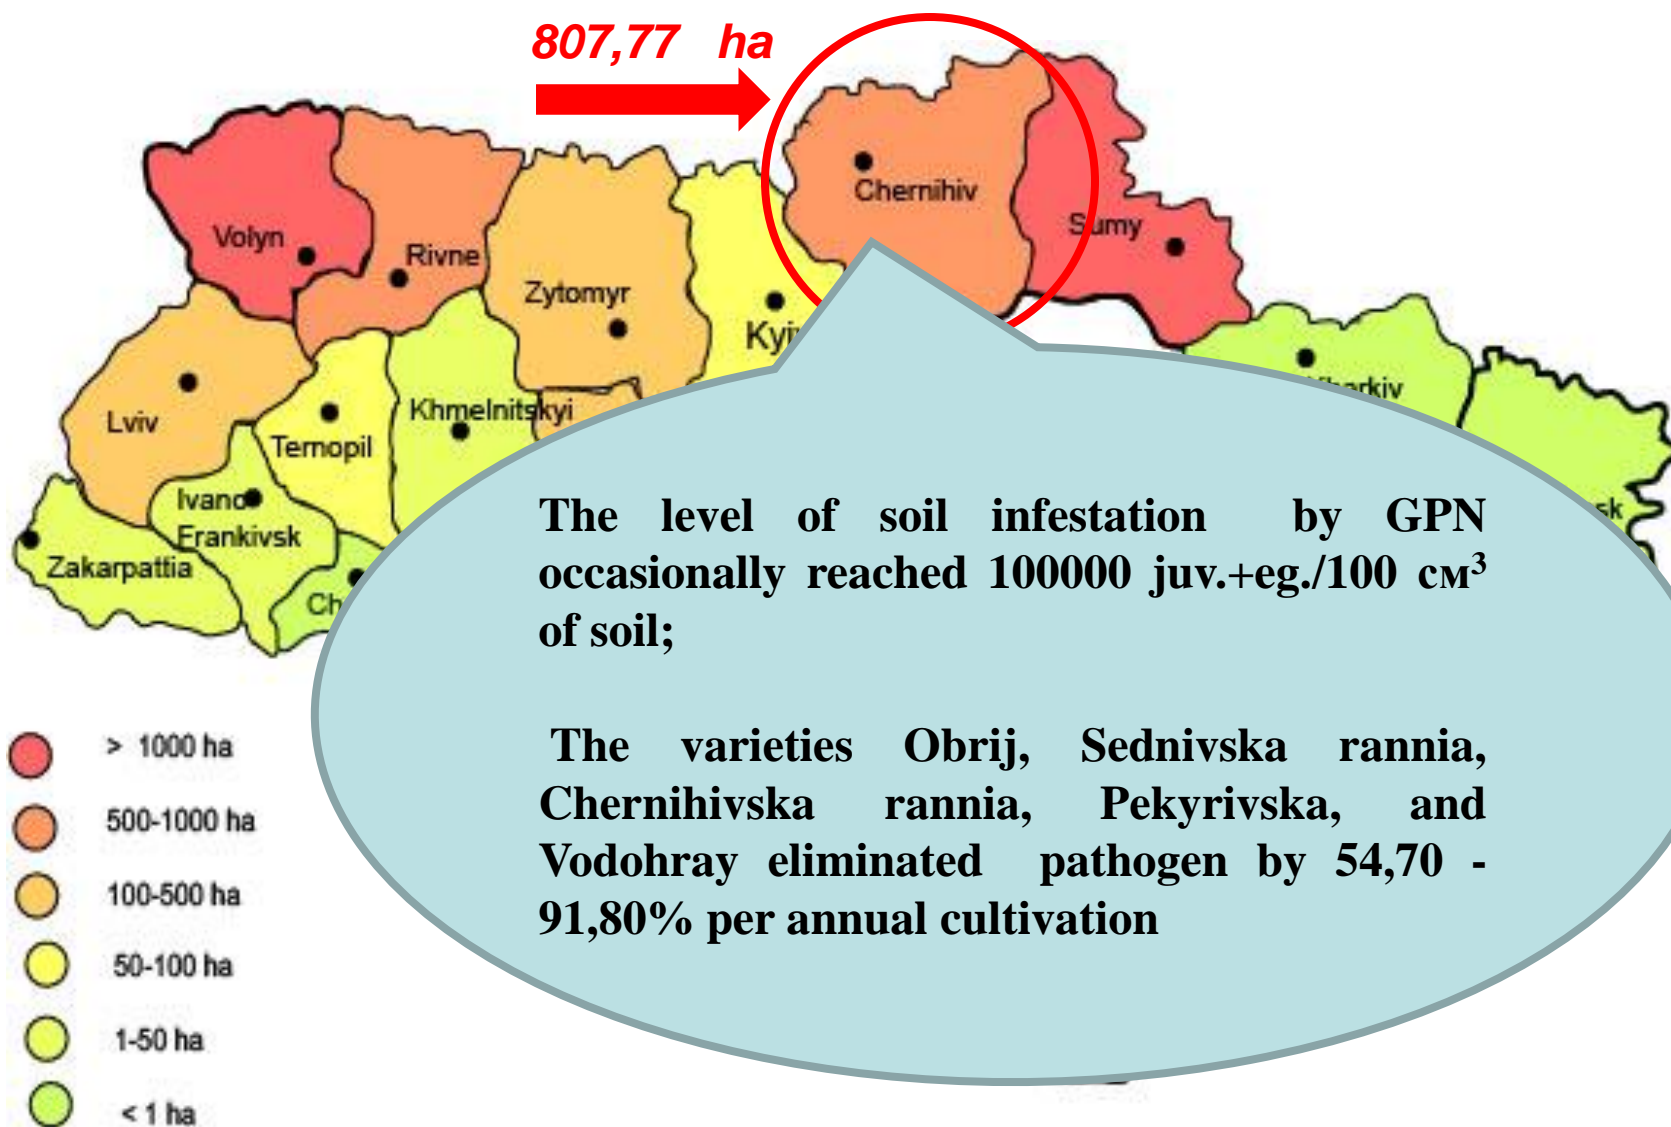 807,77 ha
Chernihiv
Sumy
Volyn
Rivne
Zytomyr
Lviv
Khmelnitskyi
Ternopil
Ivano
Frankivsk
Zakarpattia
The level of soil infestation by GPN
occasionally reached 100000 juv.+eg./100 см³
of soil;
The varieties Obrij, Sednivska rannia,
Chernihivska rannia, Pekyrivska, and
Vodohray eliminated pathogen by 54,70 -
91,80% per annual cultivation
> 1000 ha
500-1000 ha
100-500 ha
50-100 ha
1-50 ha
< 1 ha